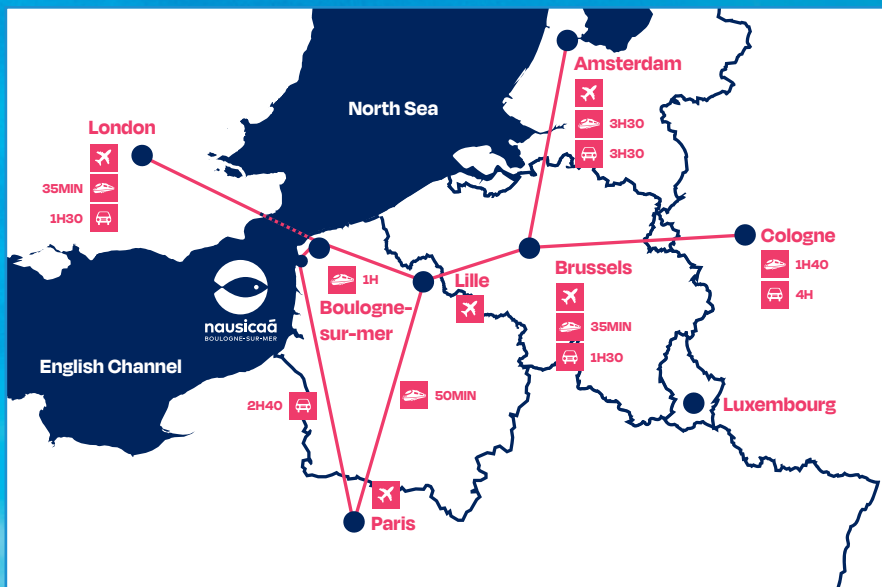 North Sea
Amsterdam
3H30
3H30
London
35MIN
1H30
Cologne
1H40
4H
Brussels
35MIN
1H30
Lille
1H
Boulogne-
sur-mer
nausicaá
BOULOGNE-SUR-MER
English Channel
2H40
50MIN
Luxembourg
Paris